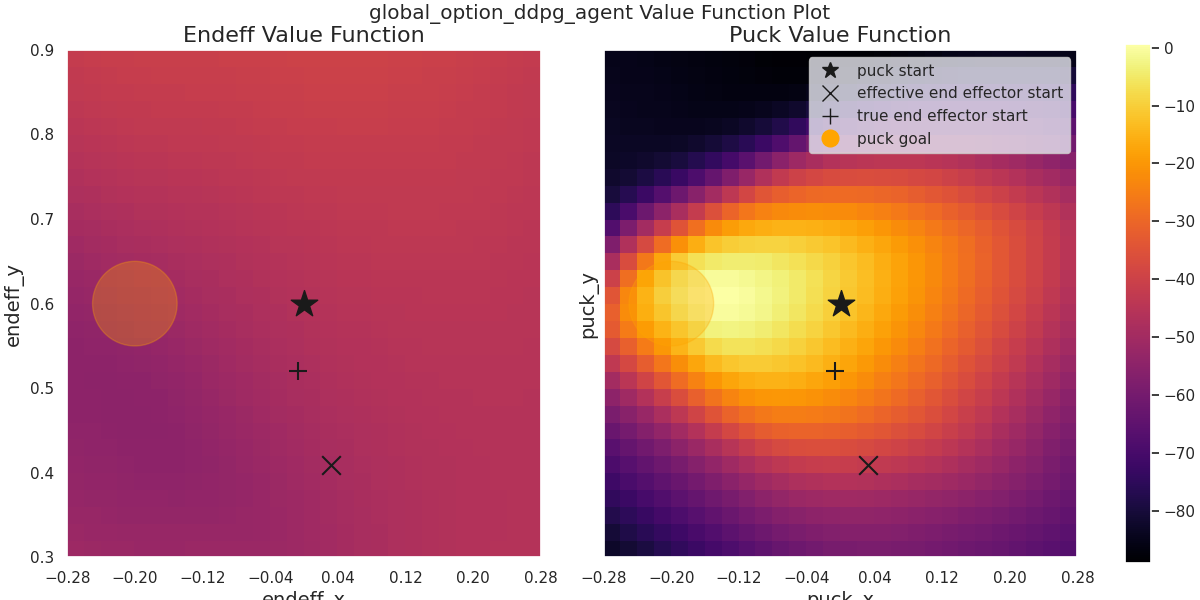 global_option_ddpg_agent Value Function Plot
Endeff Value Function
Puck Value Function
puck start
effective end effector start
true end effector start
puck goal
0.9
0.8
0.7
0.6
0.5
0.4
0.3
endeff_y
−0.28 −0.20 −0.12 −0.04 0.04 0.12 0.20 0.28
endeff_x
puck_y
−0.28 −0.20 −0.12 −0.04 0.04 0.12 0.20 0.28
puck_x
0
−10
−20
−30
−40
−50
−60
−70
−80